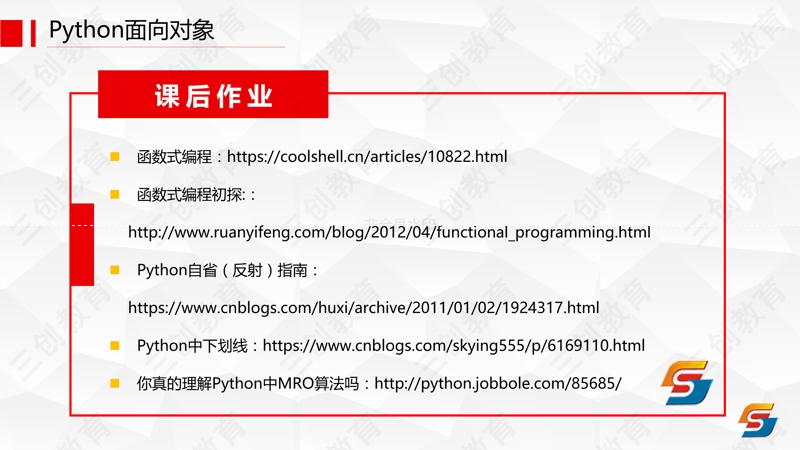 Python面向对象
课后作业
函数式编程：https://coolshell.cn/articles/10822.html
函数式编程初探:：
http://www.ruanyifeng.com/blog/2012/04/functional_programming.html
Python自省（反射）指南：
https://www.cnblogs.com/huxi/archive/2011/01/02/1924317.html
Python中下划线：https://www.cnblogs.com/skying555/p/6169110.html
你真的理解Python中MRO算法吗：http://python.jobbole.com/85685/
三创教育